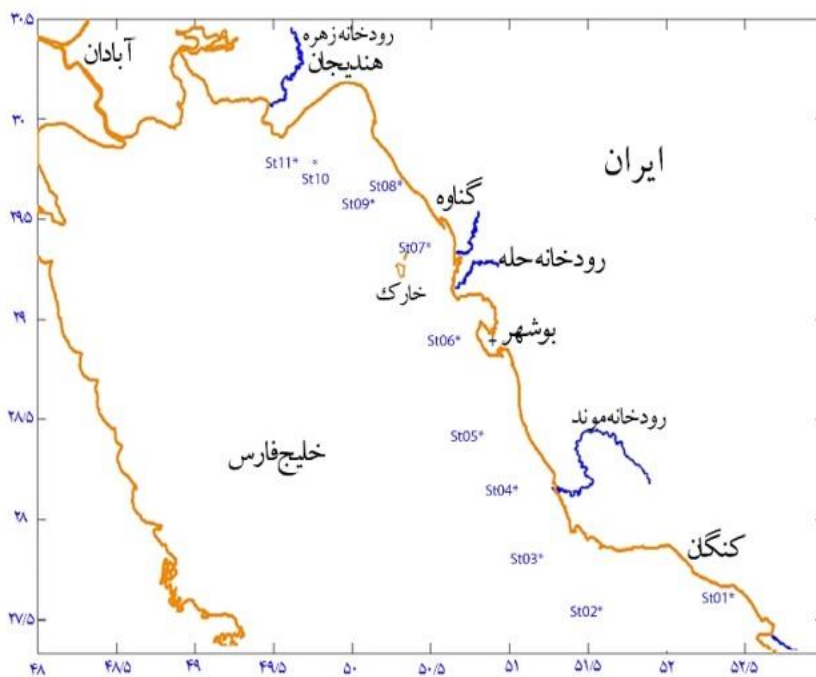 ۳۰.۵
رودخانه زهره
هندیجان
آبادان
۳۰
ایران
St11*
St10
St08*
St09*
گناوه
۲۹/۵
St07*
رودخانه حله
خارك
۲۹
بوشهر
St06*
۲۸/۵
رودخانه موند
St05*
خلیج فارس
St04*
۲۸
کنگان
St03*
St01*
St02*
۲۷/۵
۴۸ ۴۸/۵ ۴۹ ۴۹/۵ ۵۰ ۵۰/۵ ۵۱ ۵۱/۵ ۵۲ ۵۲/۵